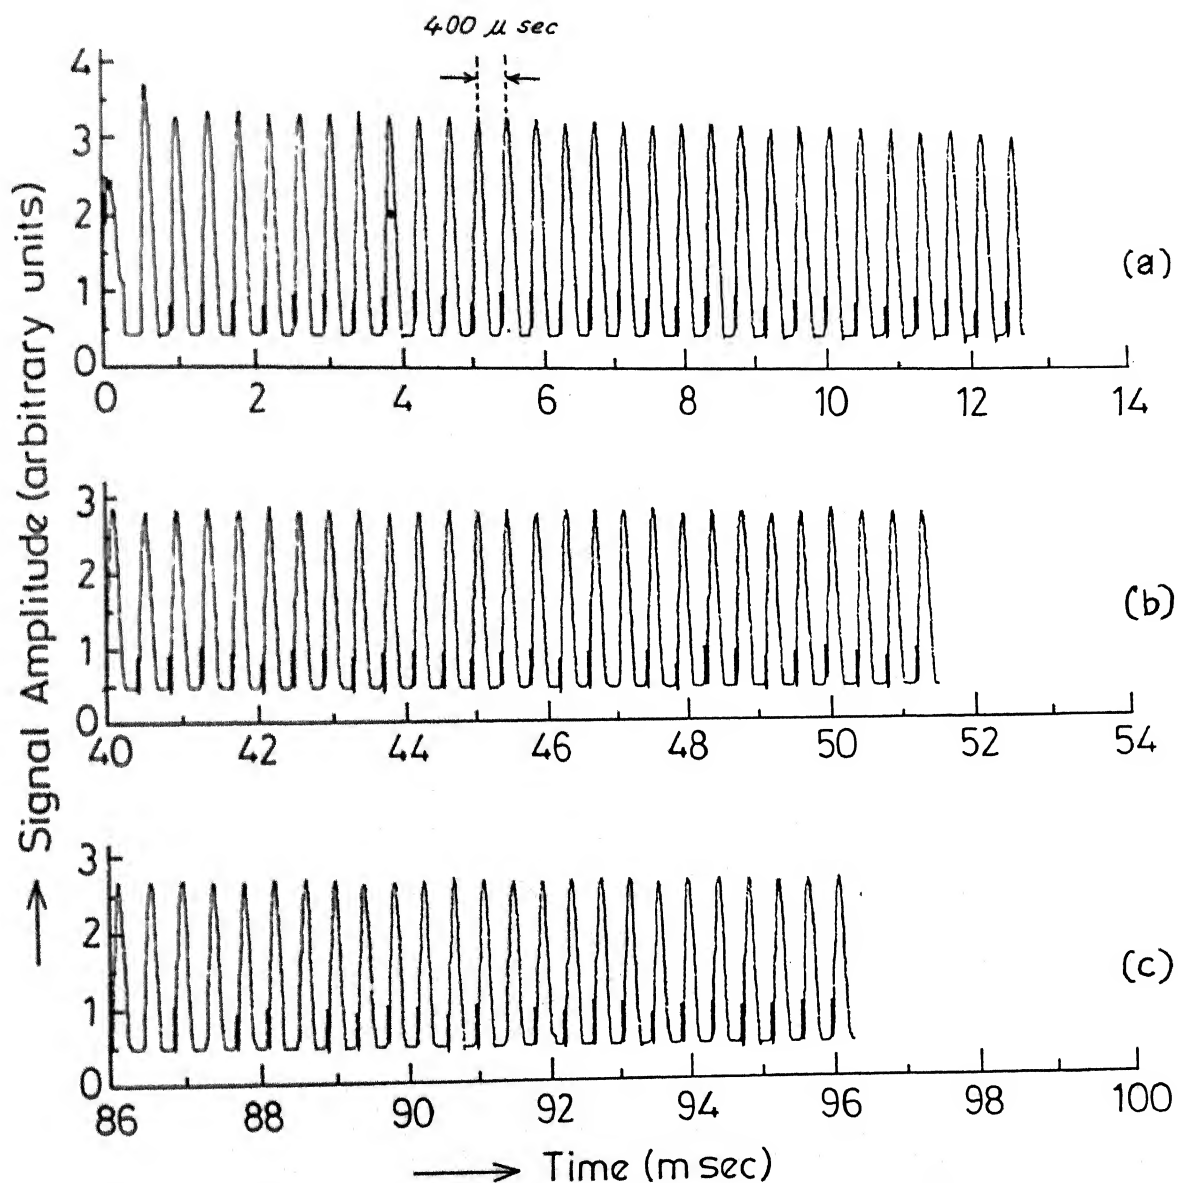 400 μ sec
4
3
2
1
0
0 2 4 6 8 10 12 14
(a)
3
2
1
0
40 42 44 46 48 50 52 54
(b)
3
2
1
0
86 88 90 92 94 96 98 100
(c)
Signal Amplitude (arbitrary units)
Time (m sec)